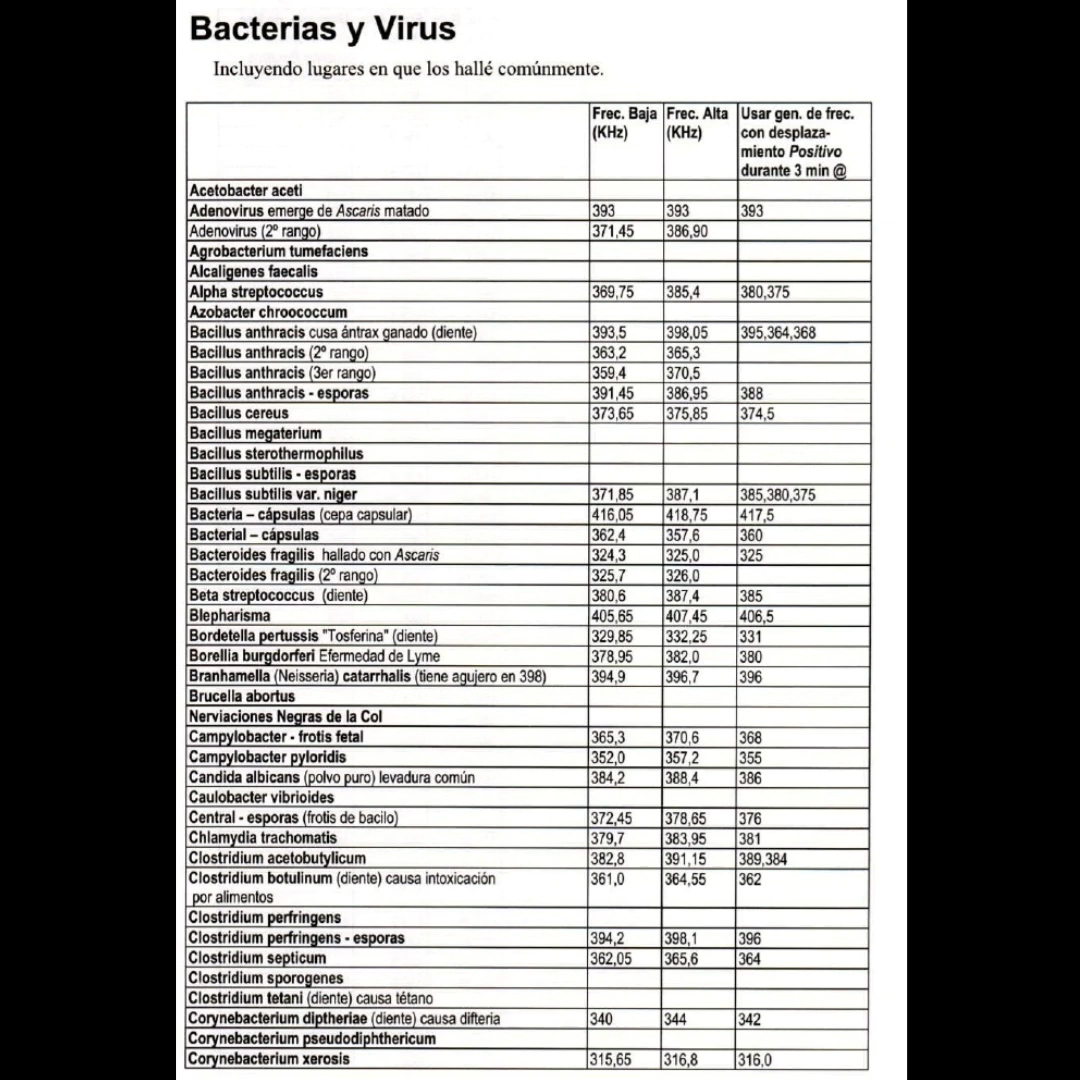 Bacterias y Virus
Incluyendo lugares en que los hallé comúnmente.
Frec. Baja (KHz) Frec. Alta (KHz) Usar gen. de frec. con desplaza-miento Positivo durante 3 min @
Acetobacter aceti
Adenovirus emerge de Ascaris matado 393 393 393
Adenovirus (2º rango) 371,45 386,90
Agrobacterium tumefaciens
Alcaligenes faecalis
Alpha streptococcus 369,75 385,4 380,375
Azobacter chroococcum
Bacillus anthracis cusa ántrax ganado (diente) 393,5 398,05 395,364,368
Bacillus anthracis (2º rango) 363,2 365,3
Bacillus anthracis (3er rango) 359,4 370,5
Bacillus anthracis - esporas 391,45 386,95 388
Bacillus cereus 373,65 375,85 374,5
Bacillus megaterium
Bacillus sterothermophilus
Bacillus subtilis - esporas
Bacillus subtilis var. niger 371,85 387,1 385,380,375
Bacteria – cápsulas (cepa capsular) 416,05 418,75 417,5
Bacterial – cápsulas 362,4 357,6 360
Bacteroides fragilis hallado con Ascaris 324,3 325,0 325
Bacteroides fragilis (2º rango) 325,7 326,0
Beta streptococcus (diente) 380,6 387,4 385
Blepharisma 405,65 407,45 406,5
Bordetella pertussis "Tosferina" (diente) 329,85 332,25 331
Borellia burgdorferi Efermedad de Lyme 378,95 382,0 380
Branhamella (Neisseria) catarrhalis (tiene agujero en 398) 394,9 396,7 396
Brucella abortus
Nerviaciones Negras de la Col
Campylobacter - frotis fetal 365,3 370,6 368
Campylobacter pyloridis 352,0 357,2 355
Candida albicans (polvo puro) levadura común 384,2 388,4 386
Caulobacter vibrioides
Central - esporas (frotis de bacilo) 372,45 378,65 376
Chlamydia trachomatis 379,7 383,95 381
Clostridium acetobutylicum 382,8 391,15 389,384
Clostridium botulinum (diente) causa intoxicación 361,0 364,55 362
por alimentos
Clostridium perfringens
Clostridium perfringens - esporas 394,2 398,1 396
Clostridium septicum 362,05 365,6 364
Clostridium sporogenes
Clostridium tetani (diente) causa tétano
Corynebacterium diptheriae (diente) causa difteria 340 344 342
Corynebacterium pseudodiphthericum
Corynebacterium xerosis 315,65 316,8 316,0